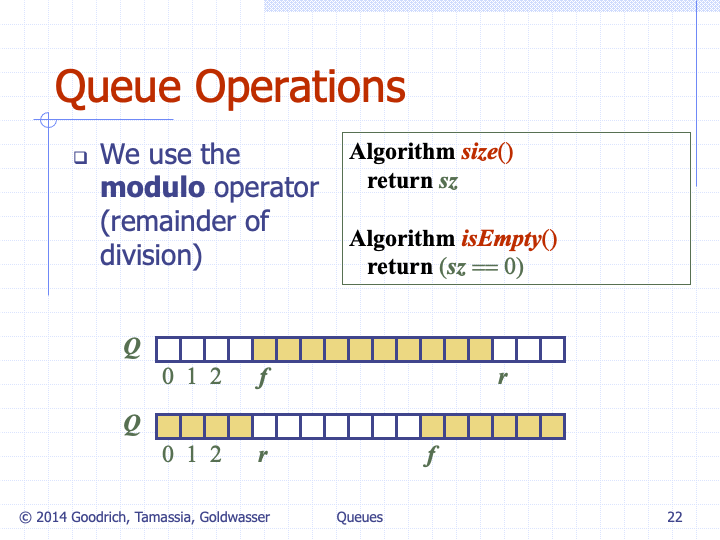 Queue Operations
We use the
modulo operator
(remainder of
division)
Algorithm size()
return sz
Algorithm isEmpty()
return (sz == 0)
Q
0 1 2 f r
Q
0 1 2 r f
© 2014 Goodrich, Tamassia, Goldwasser Queues 22